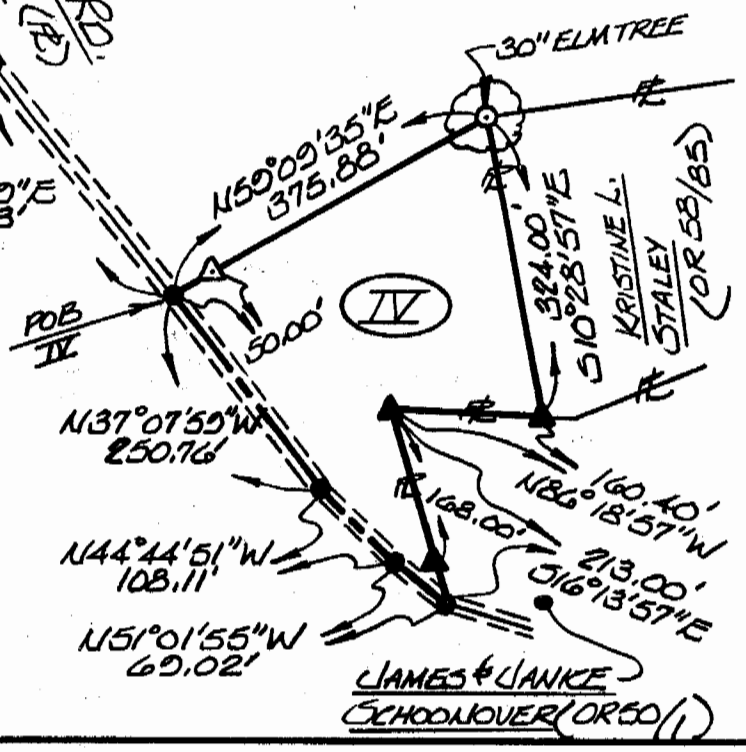 30" ELM TREE
N59°09'35"E
375.88'
324.00'
S10°28'57"E
KRISTINE L.
STALEY
(OR 58/85)
POB
IV
IV
50.00'
N37°07'59"W
250.76'
160.40'
N86°18'57"W
168.00'
N44°44'51"W
108.11'
213.00'
S16°13'57"E
N51°01'55"W
69.02'
JAMES & JANKE
SCHOONOVER (OR50/1)